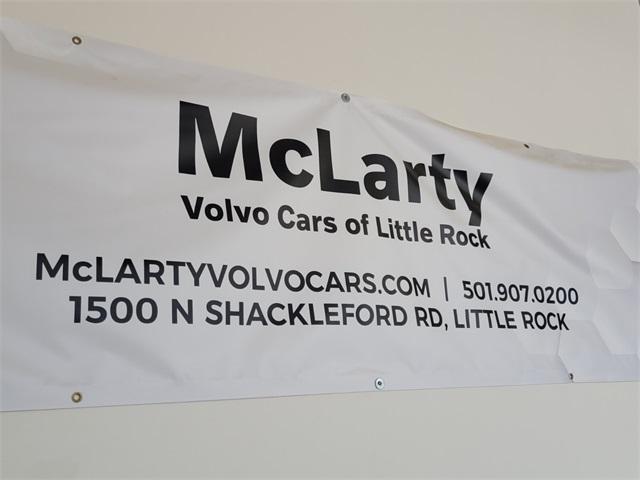 McLarty
Volvo Cars of Little Rock
McLARTYVOLVOCARS.COM | 501.907.0200
1500 N SHACKLEFORD RD, LITTLE ROCK